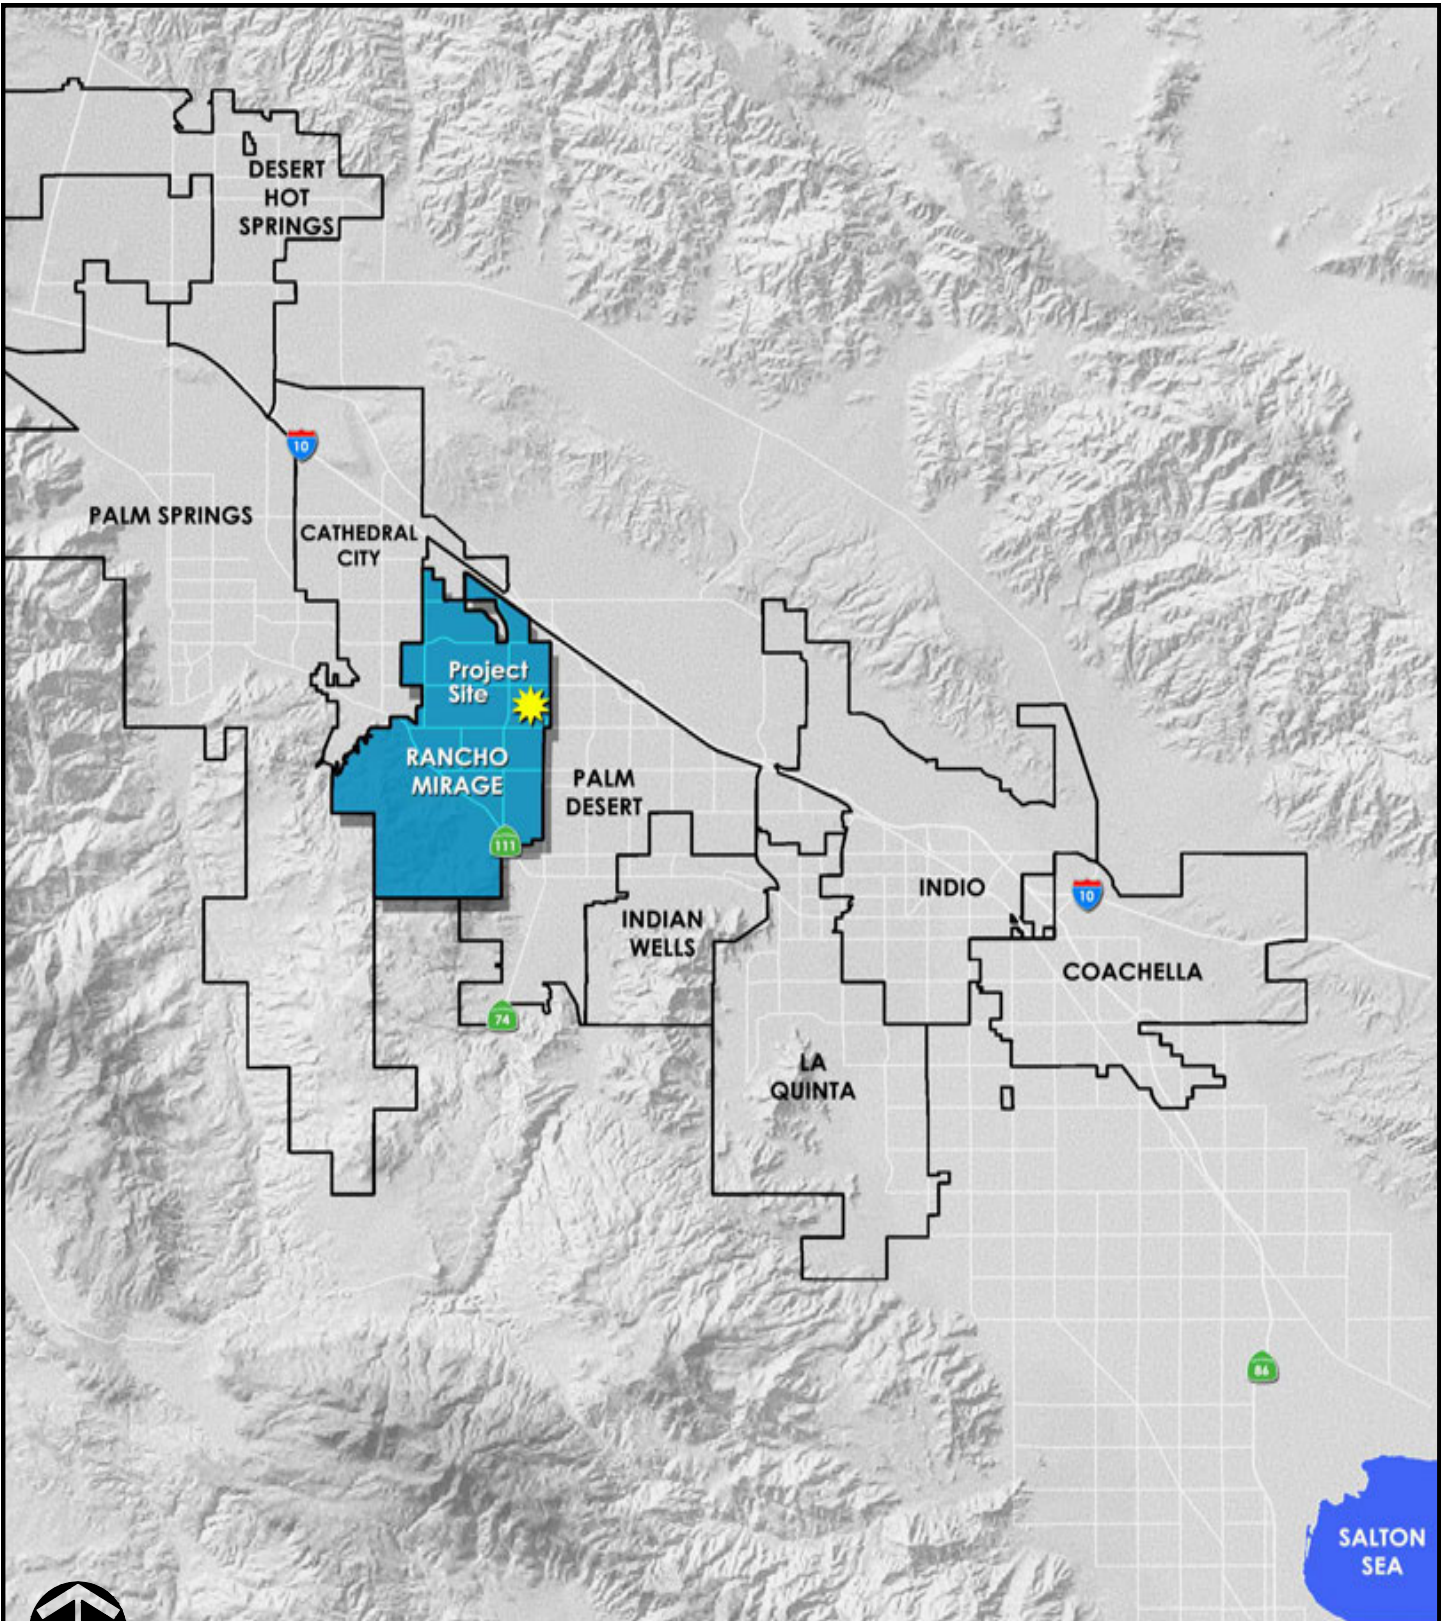 DESERT
HOT
SPRINGS
10
PALM SPRINGS
CATHEDRAL
CITY
Project
Site
RANCHO
MIRAGE
PALM
DESERT
111
INDIO
10
INDIAN
WELLS
COACHELLA
74
LA
QUINTA
86
SALTON
SEA